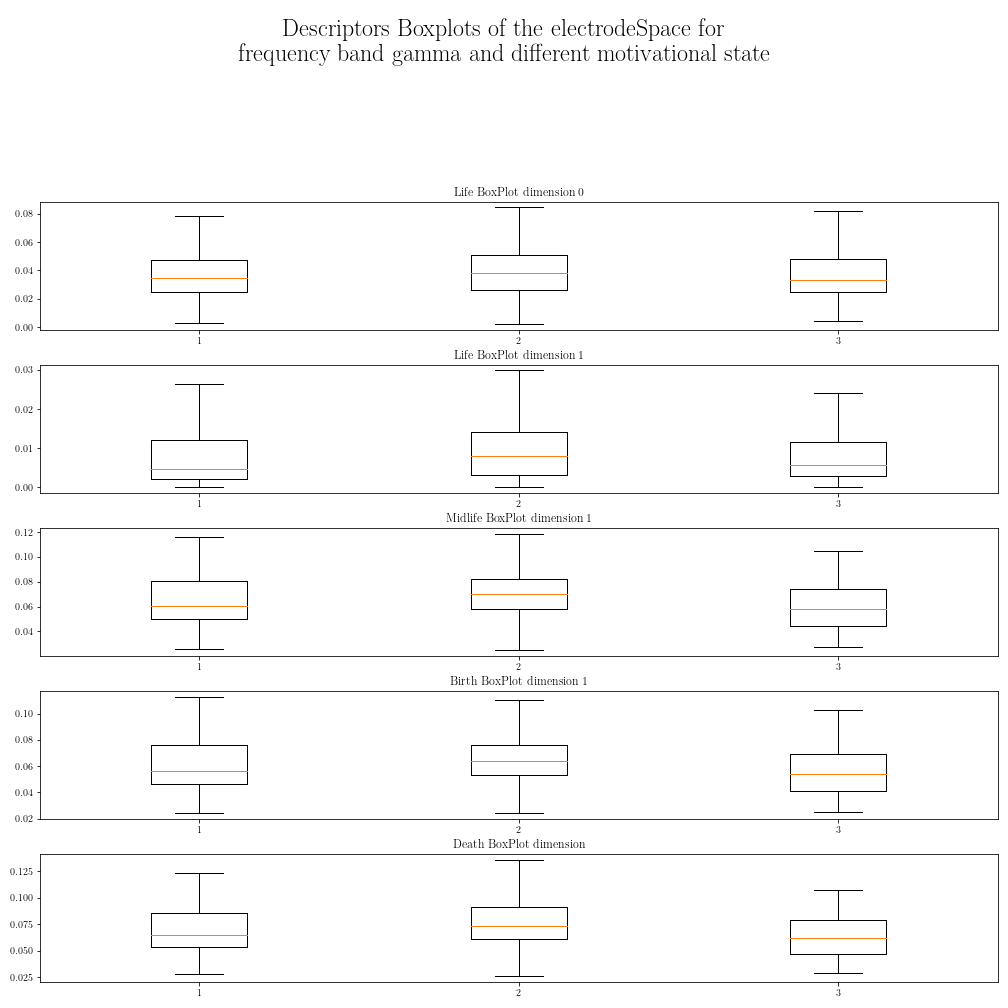 Descriptors Boxplots of the electrodeSpace for
frequency band gamma and different motivational state
Life BoxPlot dimension 0
0.08
0.06
0.04
0.02
0.00
1 2 3
Life BoxPlot dimension 1
0.03
0.02
0.01
0.00
1 2 3
Midlife BoxPlot dimension 1
0.12
0.10
0.08
0.06
0.04
1 2 3
Birth BoxPlot dimension 1
0.10
0.08
0.06
0.04
0.02
1 2 3
Death BoxPlot dimension
0.125
0.100
0.075
0.050
0.025
1 2 3